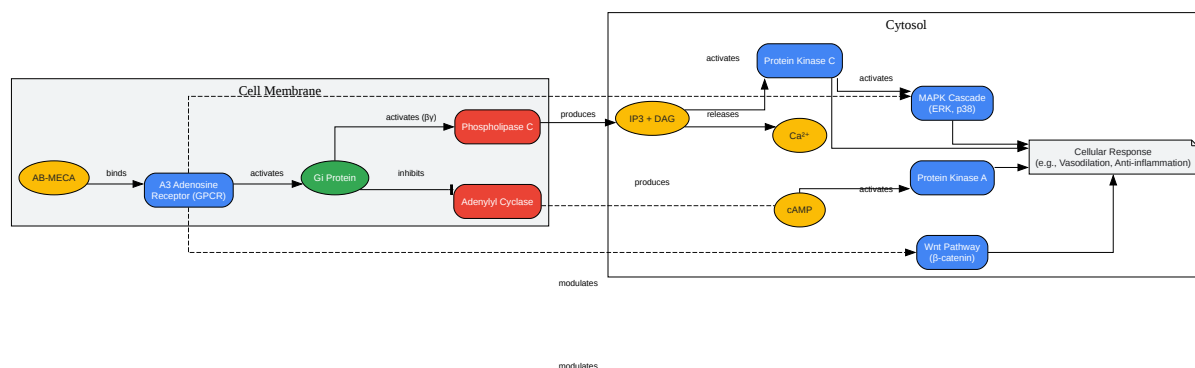 Cytosol
Cell Membrane
AB-MECA
binds
A3 Adenosine
Receptor (GPCR)
activates
Gi Protein
activates (βγ)
Phospholipase C
inhibits
Adenylyl Cyclase
produces
IP3 + DAG
activates
Protein Kinase C
releases
Ca²⁺
activates
MAPK Cascade
(ERK, p38)
produces
cAMP
activates
Protein Kinase A
Cellular Response
(e.g., Vasodilation, Anti-inflammation)
Wnt Pathway
(β-catenin)
modulates
modulates